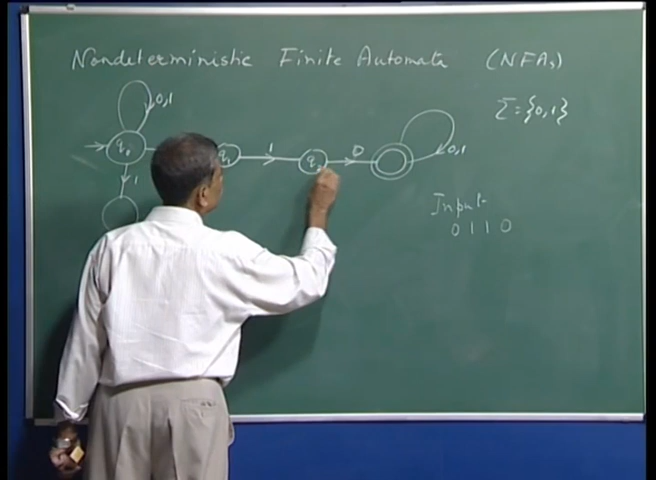 Nondeterministic Finite Automata (NFAs)
0,1
Σ = {0,1}
q₀ q₁ 1 q₂ 0 0,1
1
Input
0 1 1 0